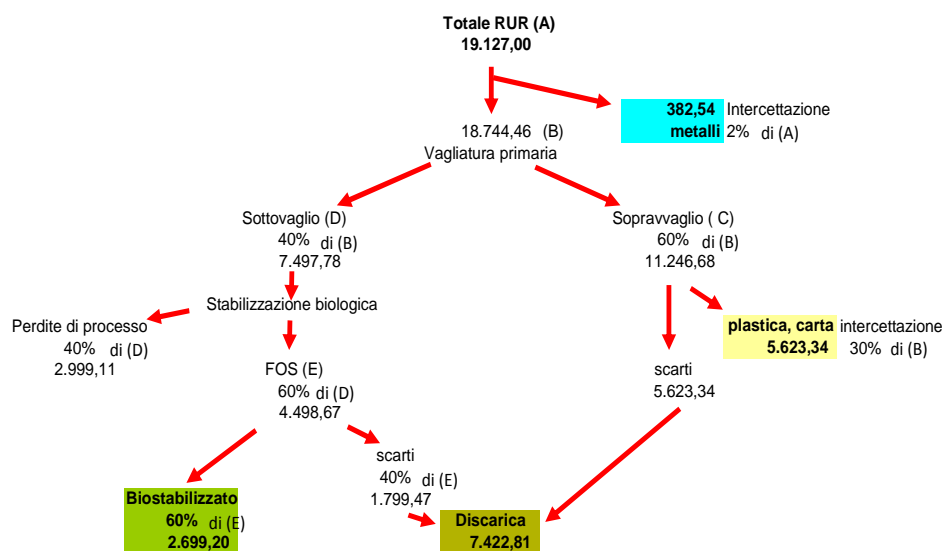 Totale RUR (A)
19.127,00
382,54 Intercettazione
metalli 2% di (A)
18.744,46 (B)
Vagliatura primaria
Sottovaglio (D)
40% di (B)
7.497,78
Sopravvaglio ( C)
60% di (B)
11.246,68
Stabilizzazione biologica
Perdite di processo
40% di (D)
2.999,11
plastica, carta intercettazione
5.623,34 30% di (B)
FOS (E)
60% di (D)
4.498,67
scarti
5.623,34
scarti
40% di (E)
1.799,47
Biostabilizzato
60% di (E)
2.699,20
Discarica
7.422,81